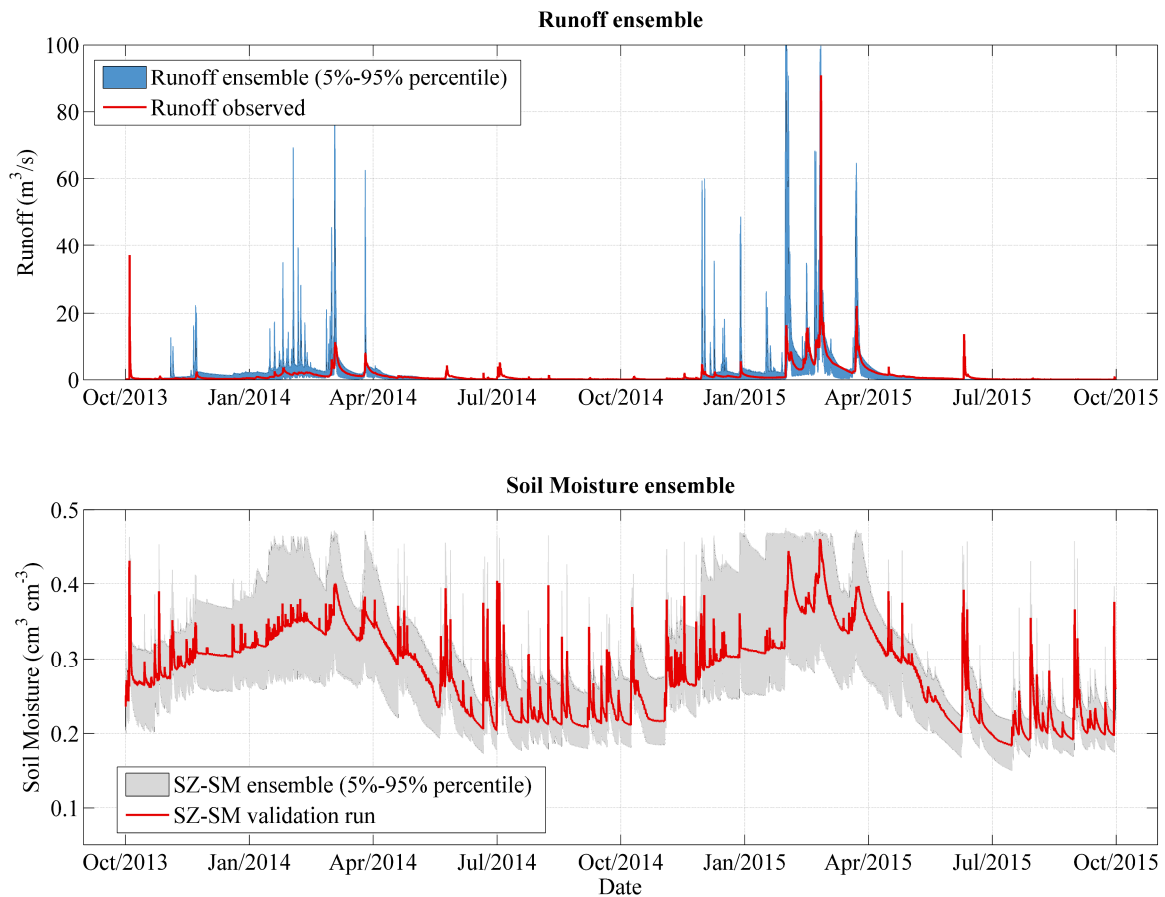 Runoff ensemble
100
80
60
40
20
0
Runoff (m³/s)
Runoff ensemble (5%-95% percentile)
Runoff observed
Oct/2013 Jan/2014 Apr/2014 Jul/2014 Oct/2014 Jan/2015 Apr/2015 Jul/2015 Oct/2015
Soil Moisture ensemble
0.5
0.4
0.3
0.2
0.1
Soil Moisture (cm³ cm⁻³)
SZ-SM ensemble (5%-95% percentile)
SZ-SM validation run
Oct/2013 Jan/2014 Apr/2014 Jul/2014 Oct/2014 Jan/2015 Apr/2015 Jul/2015 Oct/2015
Date